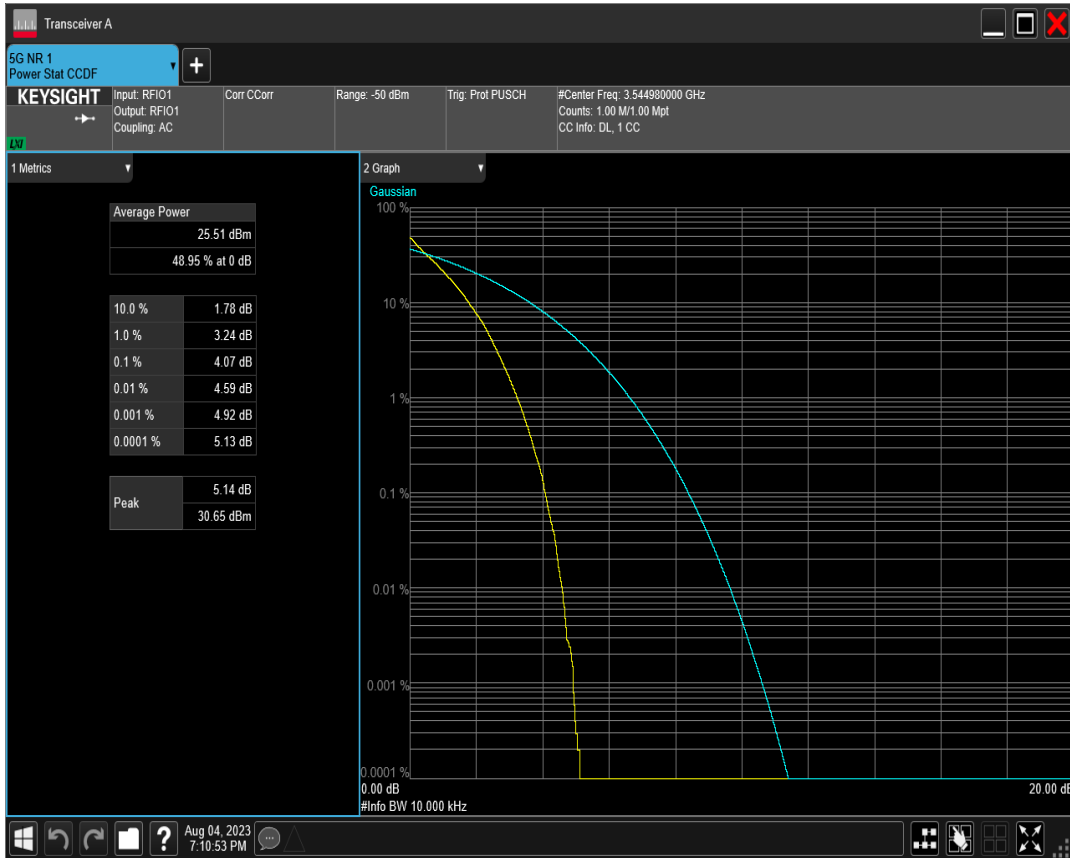 Transceiver A
5G NR 1
Power Stat CCDF
+
KEYSIGHT
LXI
Input: RFIO1
Output: RFIO1
Coupling: AC
Corr CCorr
Range: -50 dBm
Trig: Prot PUSCH
#Center Freq: 3.544980000 GHz
Counts: 1.00 M/1.00 Mpt
CC Info: DL, 1 CC
1 Metrics
Average Power
25.51 dBm
48.95 % at 0 dB
10.0 % 1.78 dB
1.0 % 3.24 dB
0.1 % 4.07 dB
0.01 % 4.59 dB
0.001 % 4.92 dB
0.0001 % 5.13 dB
Peak
5.14 dB
30.65 dBm
2 Graph
Gaussian
100 %
10 %
1 %
0.1 %
0.01 %
0.001 %
0.0001 %
0.00 dB
20.00 dB
#Info BW 10.000 kHz
?
Aug 04, 2023
7:10:53 PM